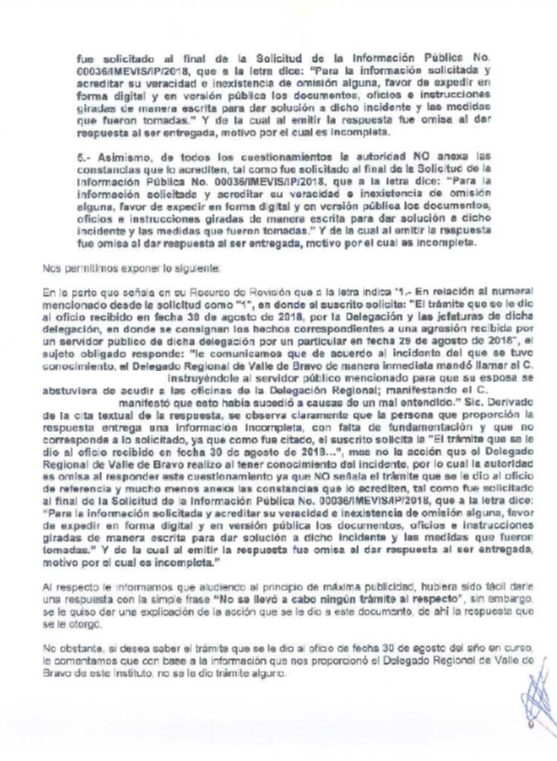 fue solicitado al final de la Solicitud de la Información Pública No.
00036/IMEVIS/IP/2018, que a la letra dice: "Para la información solicitada y
acreditar su veracidad e inexistencia de omisión alguna, favor de expedir en
forma digital y en versión pública los documentos, oficios e instrucciones
giradas de manera escrita para dar solución a dicho incidente y las medidas
que fueron tomadas." Y de la cual al emitir la respuesta fue omisa al dar
respuesta al ser entregada, motivo por el cual es incompleta.
5.- Asimismo, de todos los cuestionamientos la autoridad NO anexa las
constancias que lo acrediten, tal como fue solicitado al final de la Solicitud de la
Información Pública No. 00036/IMEVIS/IP/2018, que a la letra dice: "Para la
información solicitada y acreditar su veracidad e inexistencia de omisión
alguna, favor de expedir en forma digital y en versión pública los documentos,
oficios e instrucciones giradas de manera escrita para dar solución a dicho
incidente y las medidas que fueron tomadas." Y de la cual al emitir la respuesta
fue omisa al dar respuesta al ser entregada, motivo por el cual es incompleta.
Nos permitimos exponer lo siguiente:
En la parte que señala en su Recurso de Revisión que a la letra indica "1.- En relación al numeral
mencionado desde la solicitud como "1", en donde el suscrito solicita: "El trámite que se le dio
al oficio recibido en fecha 30 de agosto de 2018, por la Delegación y las jefaturas de dicha
delegación, en donde se consignan los hechos correspondientes a una agresión recibida por
un servidor público de dicha delegación por un particular en fecha 29 de agosto de 2018", el
sujeto obligado responde: "le comunicamos que de acuerdo al incidente del que se tuvo
conocimiento, el Delegado Regional de Valle de Bravo de manera inmediata mandó llamar al C.
instruyéndole al servidor público mencionado para que su esposa se
abstuviera de acudir a las oficinas de la Delegación Regional; manifestando el C.
manifestó que esto había sucedió a causas de un mal entendido." Sic. Derivado
de la cita textual de la respuesta, se observa claramente que la persona que proporción la
respuesta entrega una información incompleta, con falta de fundamentación y que no
corresponde a lo solicitado, ya que como fue citado, el suscrito solicita la "El trámite que se le
dio al oficio recibido en fecha 30 de agosto de 2018...", mas no la acción que el Delegado
Regional de Valle de Bravo realizo al tener conocimiento del incidente, por lo cual la autoridad
es omisa al responder este cuestionamiento ya que NO señala el trámite que se le dio al oficio
de referencia y mucho menos anexa las constancias que lo acrediten, tal como fue solicitado
al final de la Solicitud de la Información Pública No. 00036/IMEVIS/IP/2018, que a la letra dice:
"Para la información solicitada y acreditar su veracidad e inexistencia de omisión alguna, favor
de expedir en forma digital y en versión pública los documentos, oficios e instrucciones
giradas de manera escrita para dar solución a dicho incidente y las medidas que fueron
tomadas." Y de la cual al emitir la respuesta fue omisa al dar respuesta al ser entregada,
motivo por el cual es incompleta."
Al respecto le informamos que aludiendo al principio de máxima publicidad, hubiera sido fácil darle
una respuesta con la simple frase "No se llevó a cabo ningún trámite al respecto", sin embargo,
se le quiso dar una explicación de la acción que se le dio a este documento, de ahí la respuesta que
se le otorgó.
No obstante, si desea saber el trámite que se le dio al oficio de fecha 30 de agosto del año en curso,
le comentamos que con base a la información que nos proporcionó el Delegado Regional de Valle de
Bravo de este Instituto, no se le dio trámite alguno.